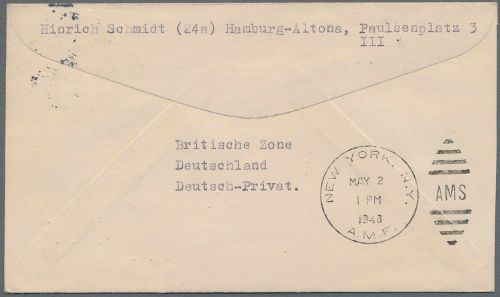 Hinrich Schmidt (24a) Hamburg-Altona, Paulsenplatz 3
III
Britische Zone
Deutschland
Deutsch-Privat.
NEW YORK, N.Y.
MAY 2
1 PM
1948
A.M.F.
AMS